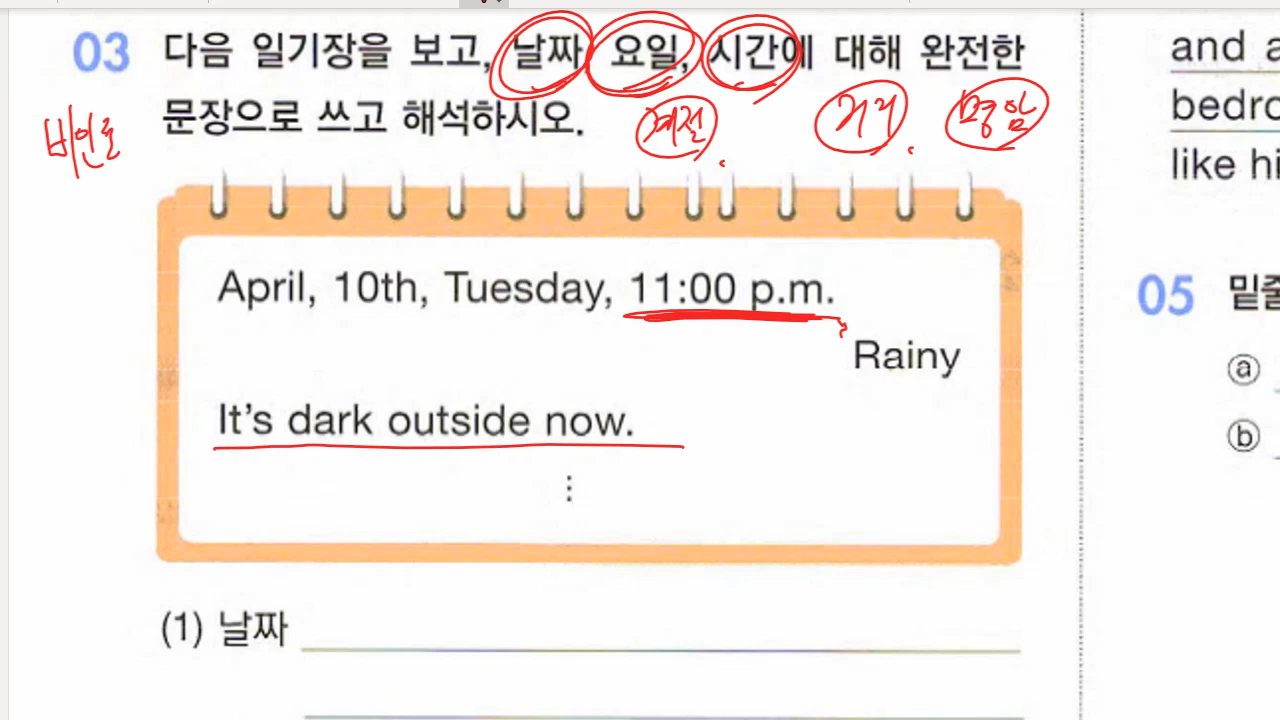 03 다음 일기장을 보고, 날짜, 요일, 시간에 대해 완전한
문장으로 쓰고 해석하시오.
비인칭
계절
거리
명암
April, 10th, Tuesday, 11:00 p.m.
Rainy
It's dark outside now.
⋮
(1) 날짜
and a
bedro
like hi
05 밑줄
ⓐ
ⓑ